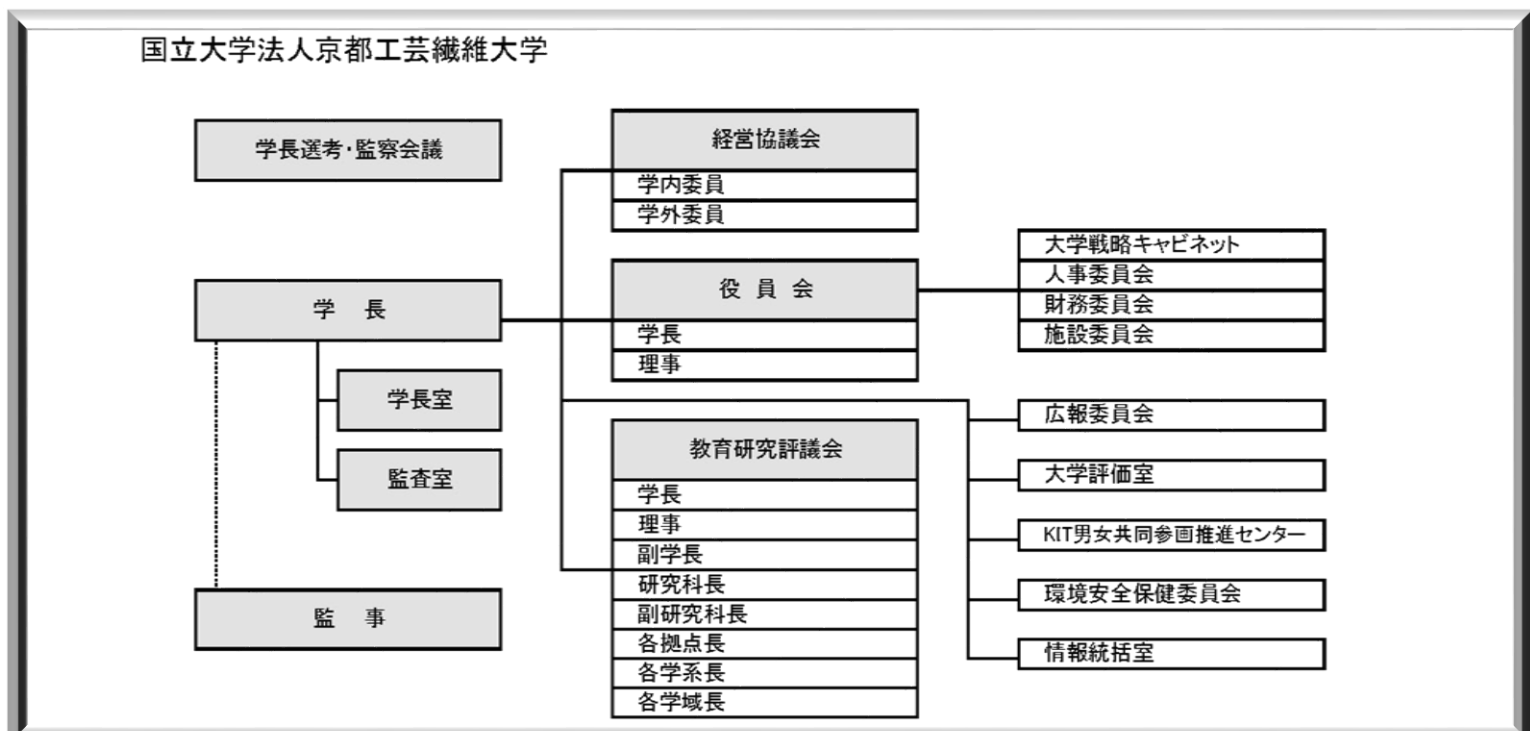 国立大学法人京都工芸繊維大学
学長選考・監察会議
学 長
学長室
監査室
監 事
経営協議会
学内委員
学外委員
役 員 会
学長
理事
教育研究評議会
学長
理事
副学長
研究科長
副研究科長
各拠点長
各学系長
各学域長
大学戦略キャビネット
人事委員会
財務委員会
施設委員会
広報委員会
大学評価室
KIT男女共同参画推進センター
環境安全保健委員会
情報統括室